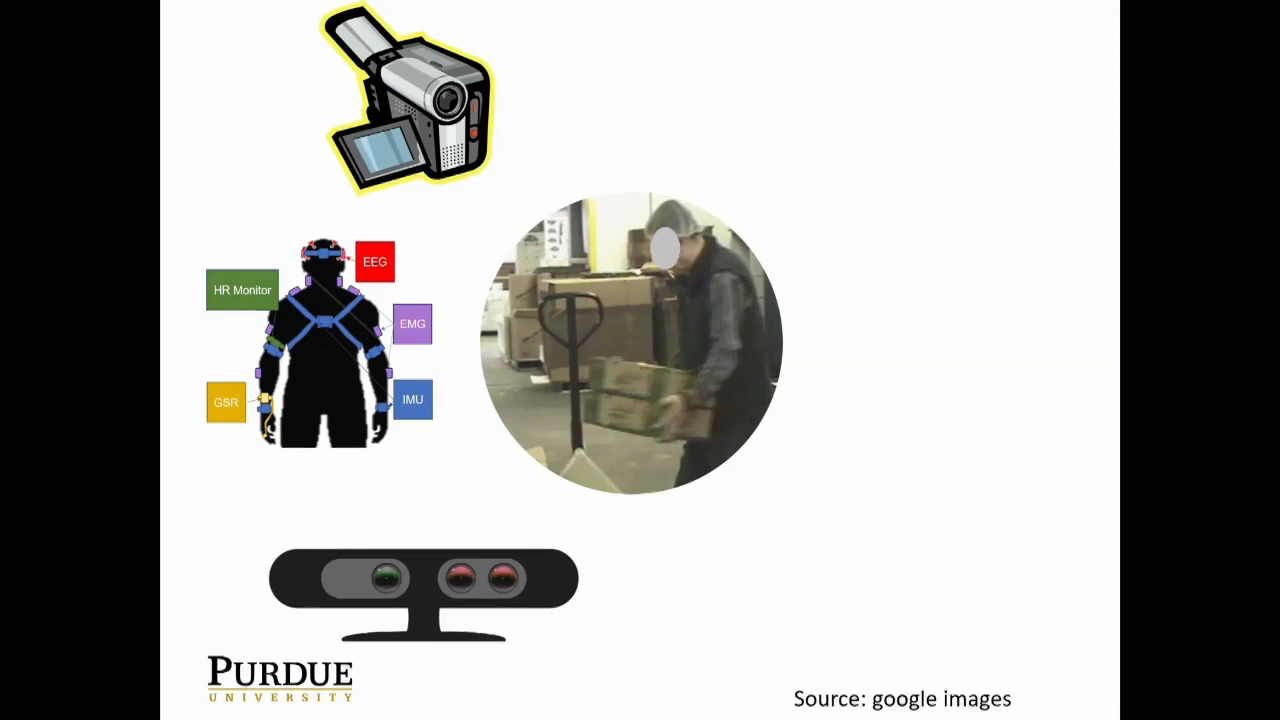 EEG
HR Monitor
EMG
GSR
IMU
PURDUE
UNIVERSITY
Source: google images